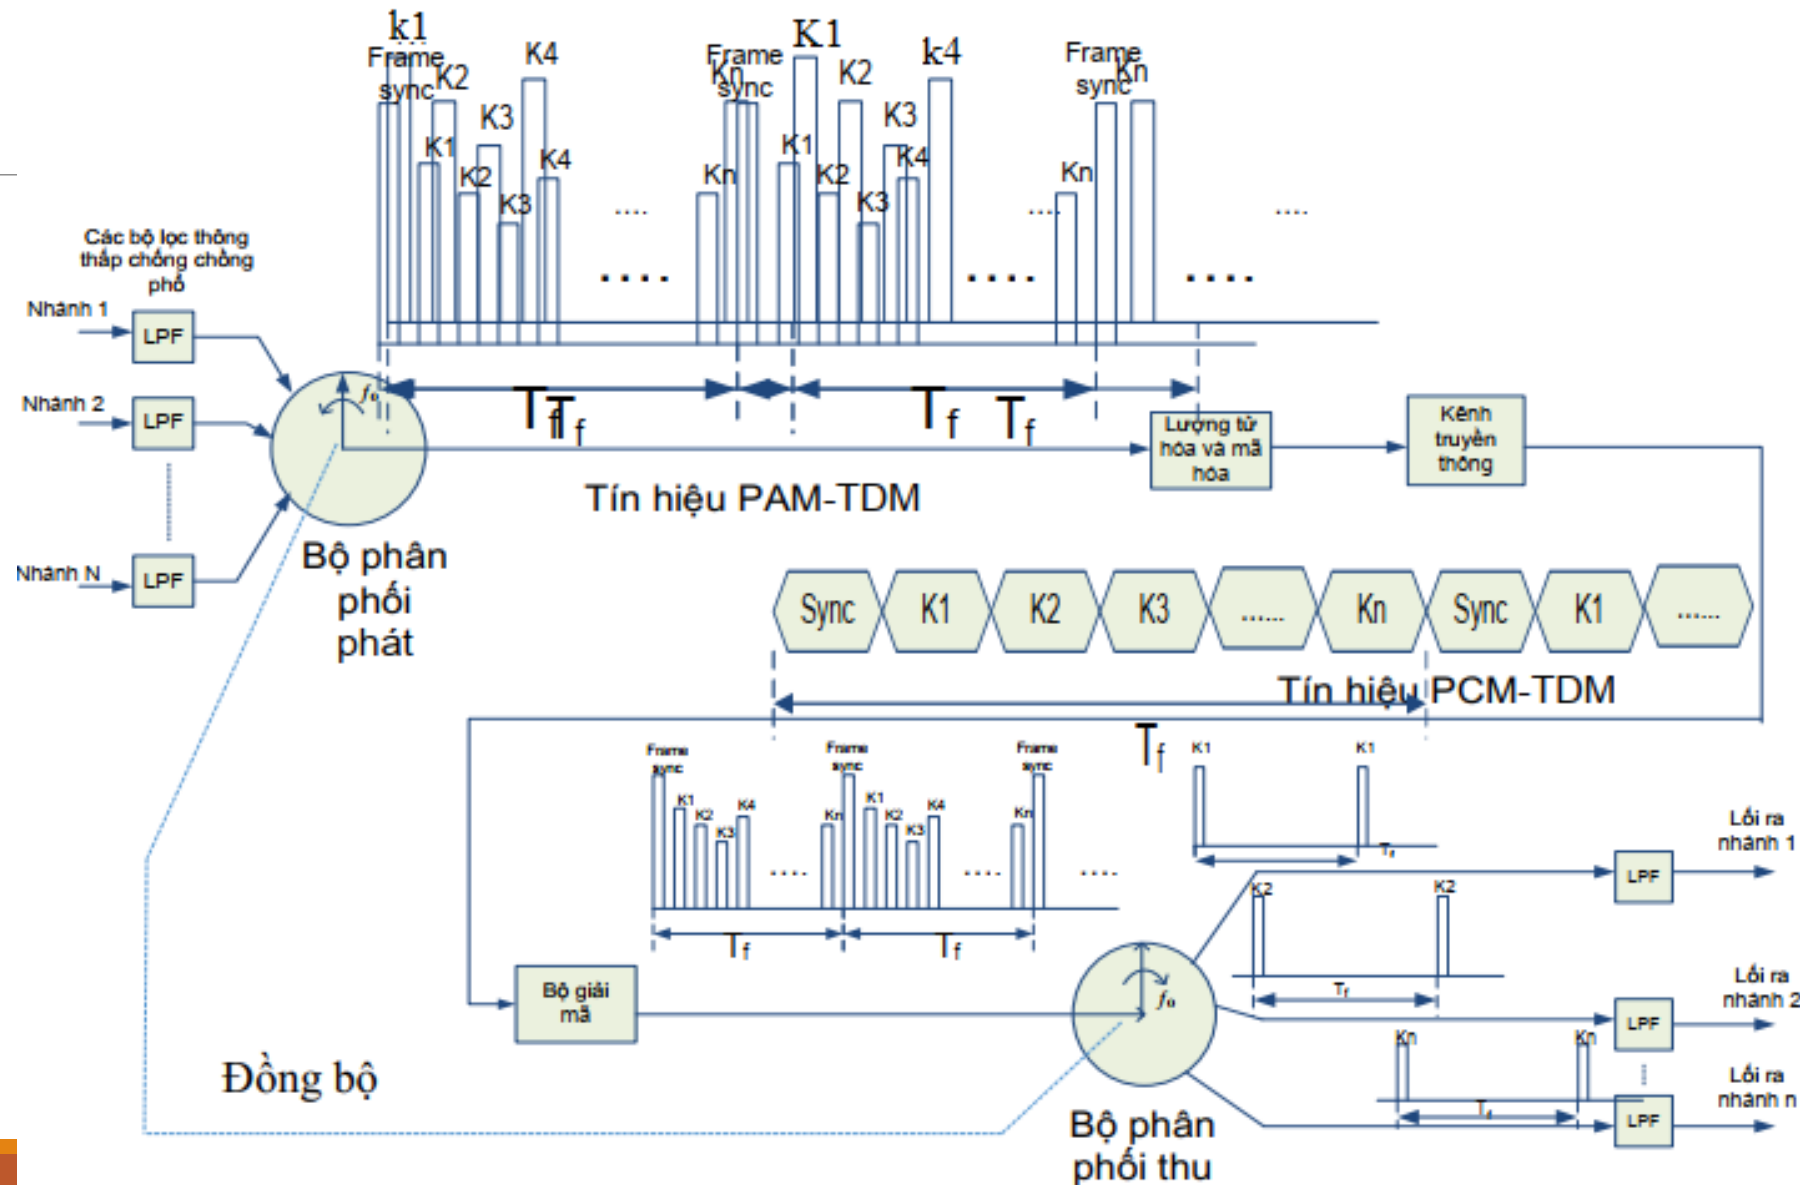 k1
Frame
sync
K2
K4
K3
K1
K2
K3
K4
....
....
Kn
Frame
sync
Kn
K1
K2
k4
K3
K1
K2
K3
K4
....
....
Kn
Frame
sync
Kn
....
....
Các bộ lọc thông
thấp chống chồng
phổ
Nhánh 1
LPF
Nhánh 2
LPF
Nhánh N
LPF
f₀
Tf
Tf
Tf
Tf
Tín hiệu PAM-TDM
Bộ phân
phối
phát
Lượng tử
hóa và mã
hóa
Kênh
truyền
thông
Sync
K1
K2
K3
......
Kn
Sync
K1
......
Tín hiệu PCM-TDM
Tf
Frame
sync
K1
K2
K3
K4
....
Kn
Frame
sync
K1
K2
K3
K4
....
Kn
Frame
sync
....
Tf
Tf
K1
K1
Tf
K2
K2
Tf
Kn
Kn
Tf
Bộ giải
mã
f₀
Bộ phân
phối thu
Đồng bộ
LPF
Lối ra
nhánh 1
LPF
Lối ra
nhánh 2
LPF
Lối ra
nhánh n